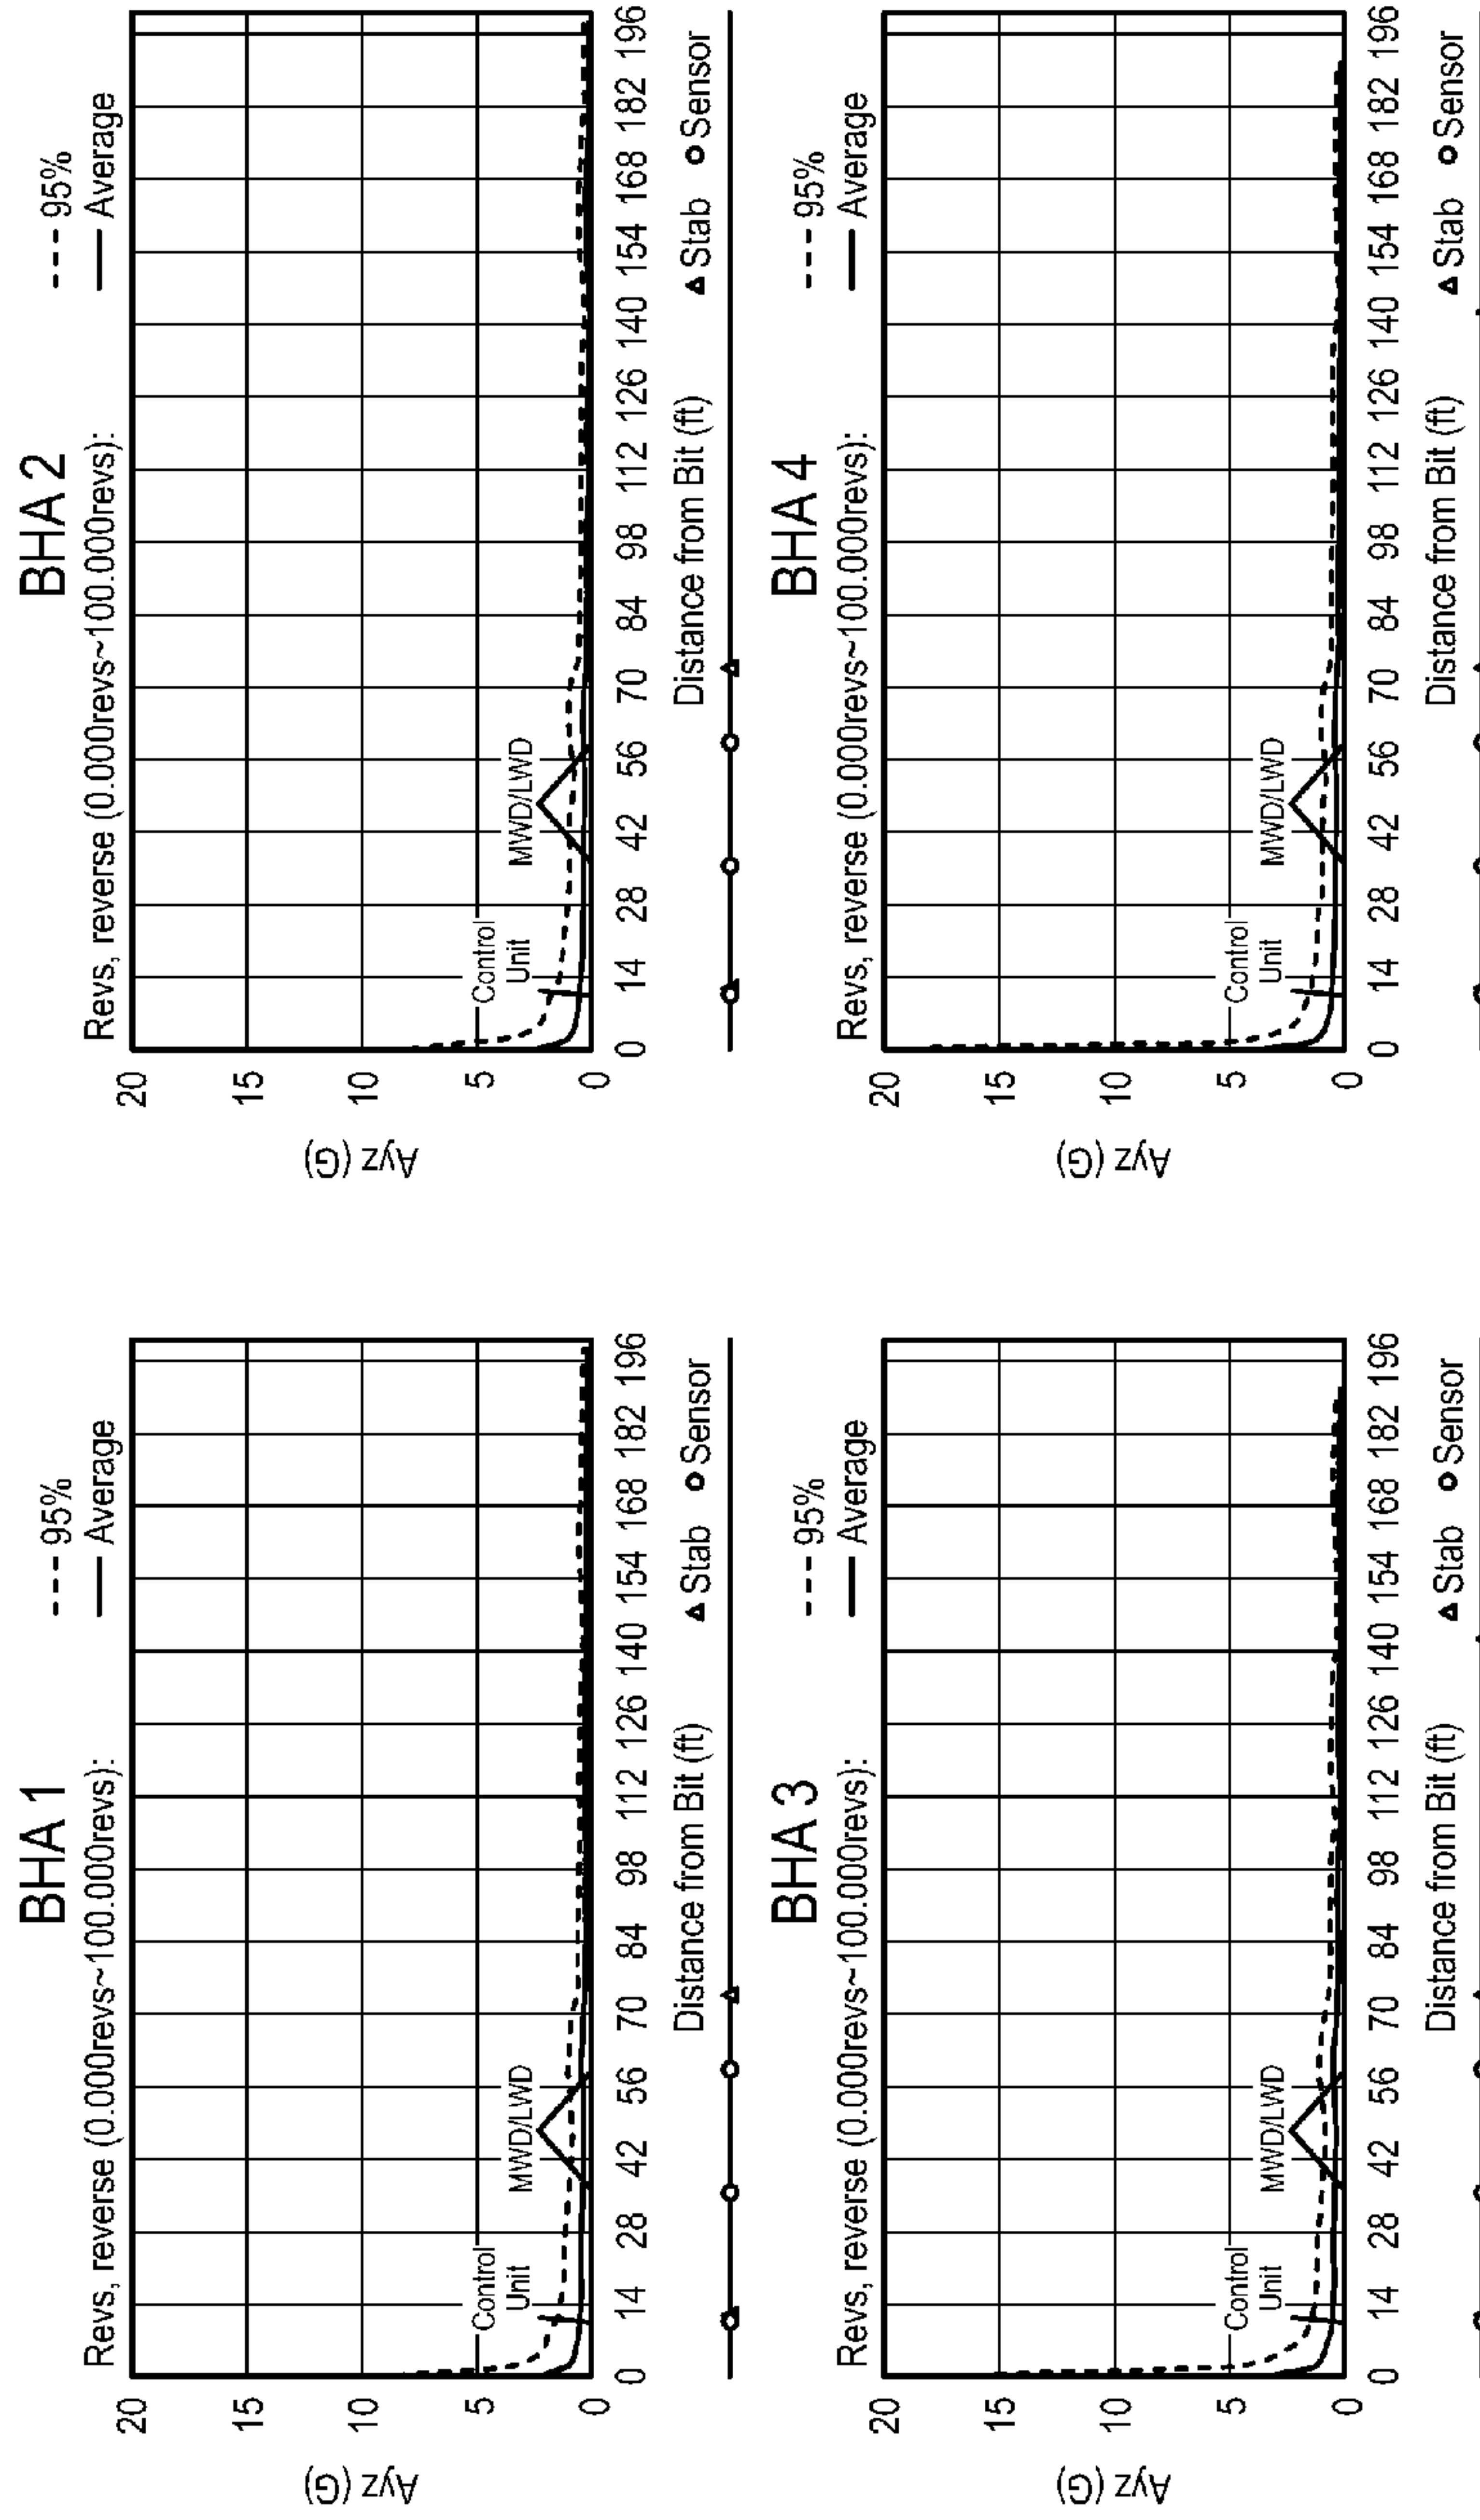 BHA 1
Revs, reverse (0.000revs~100.000revs):
--- 95%
— Average
Ayz (G)
20
15
10
5
0
Control
Unit
MWD/LWD
0 14 28 42 56 70 84 98 112 126 140 154 168 182 196
Distance from Bit (ft)
Stab
Sensor
BHA 2
Revs, reverse (0.000revs~100.000revs):
--- 95%
— Average
Ayz (G)
20
15
10
5
0
Control
Unit
MWD/LWD
0 14 28 42 56 70 84 98 112 126 140 154 168 182 196
Distance from Bit (ft)
Stab
Sensor
BHA 3
Revs, reverse (0.000revs~100.000revs):
--- 95%
— Average
Ayz (G)
20
15
10
5
0
Control
Unit
MWD/LWD
0 14 28 42 56 70 84 98 112 126 140 154 168 182 196
Distance from Bit (ft)
Stab
Sensor
BHA 4
Revs, reverse (0.000revs~100.000revs):
--- 95%
— Average
Ayz (G)
20
15
10
5
0
Control
Unit
MWD/LWD
0 14 28 42 56 70 84 98 112 126 140 154 168 182 196
Distance from Bit (ft)
Stab
Sensor